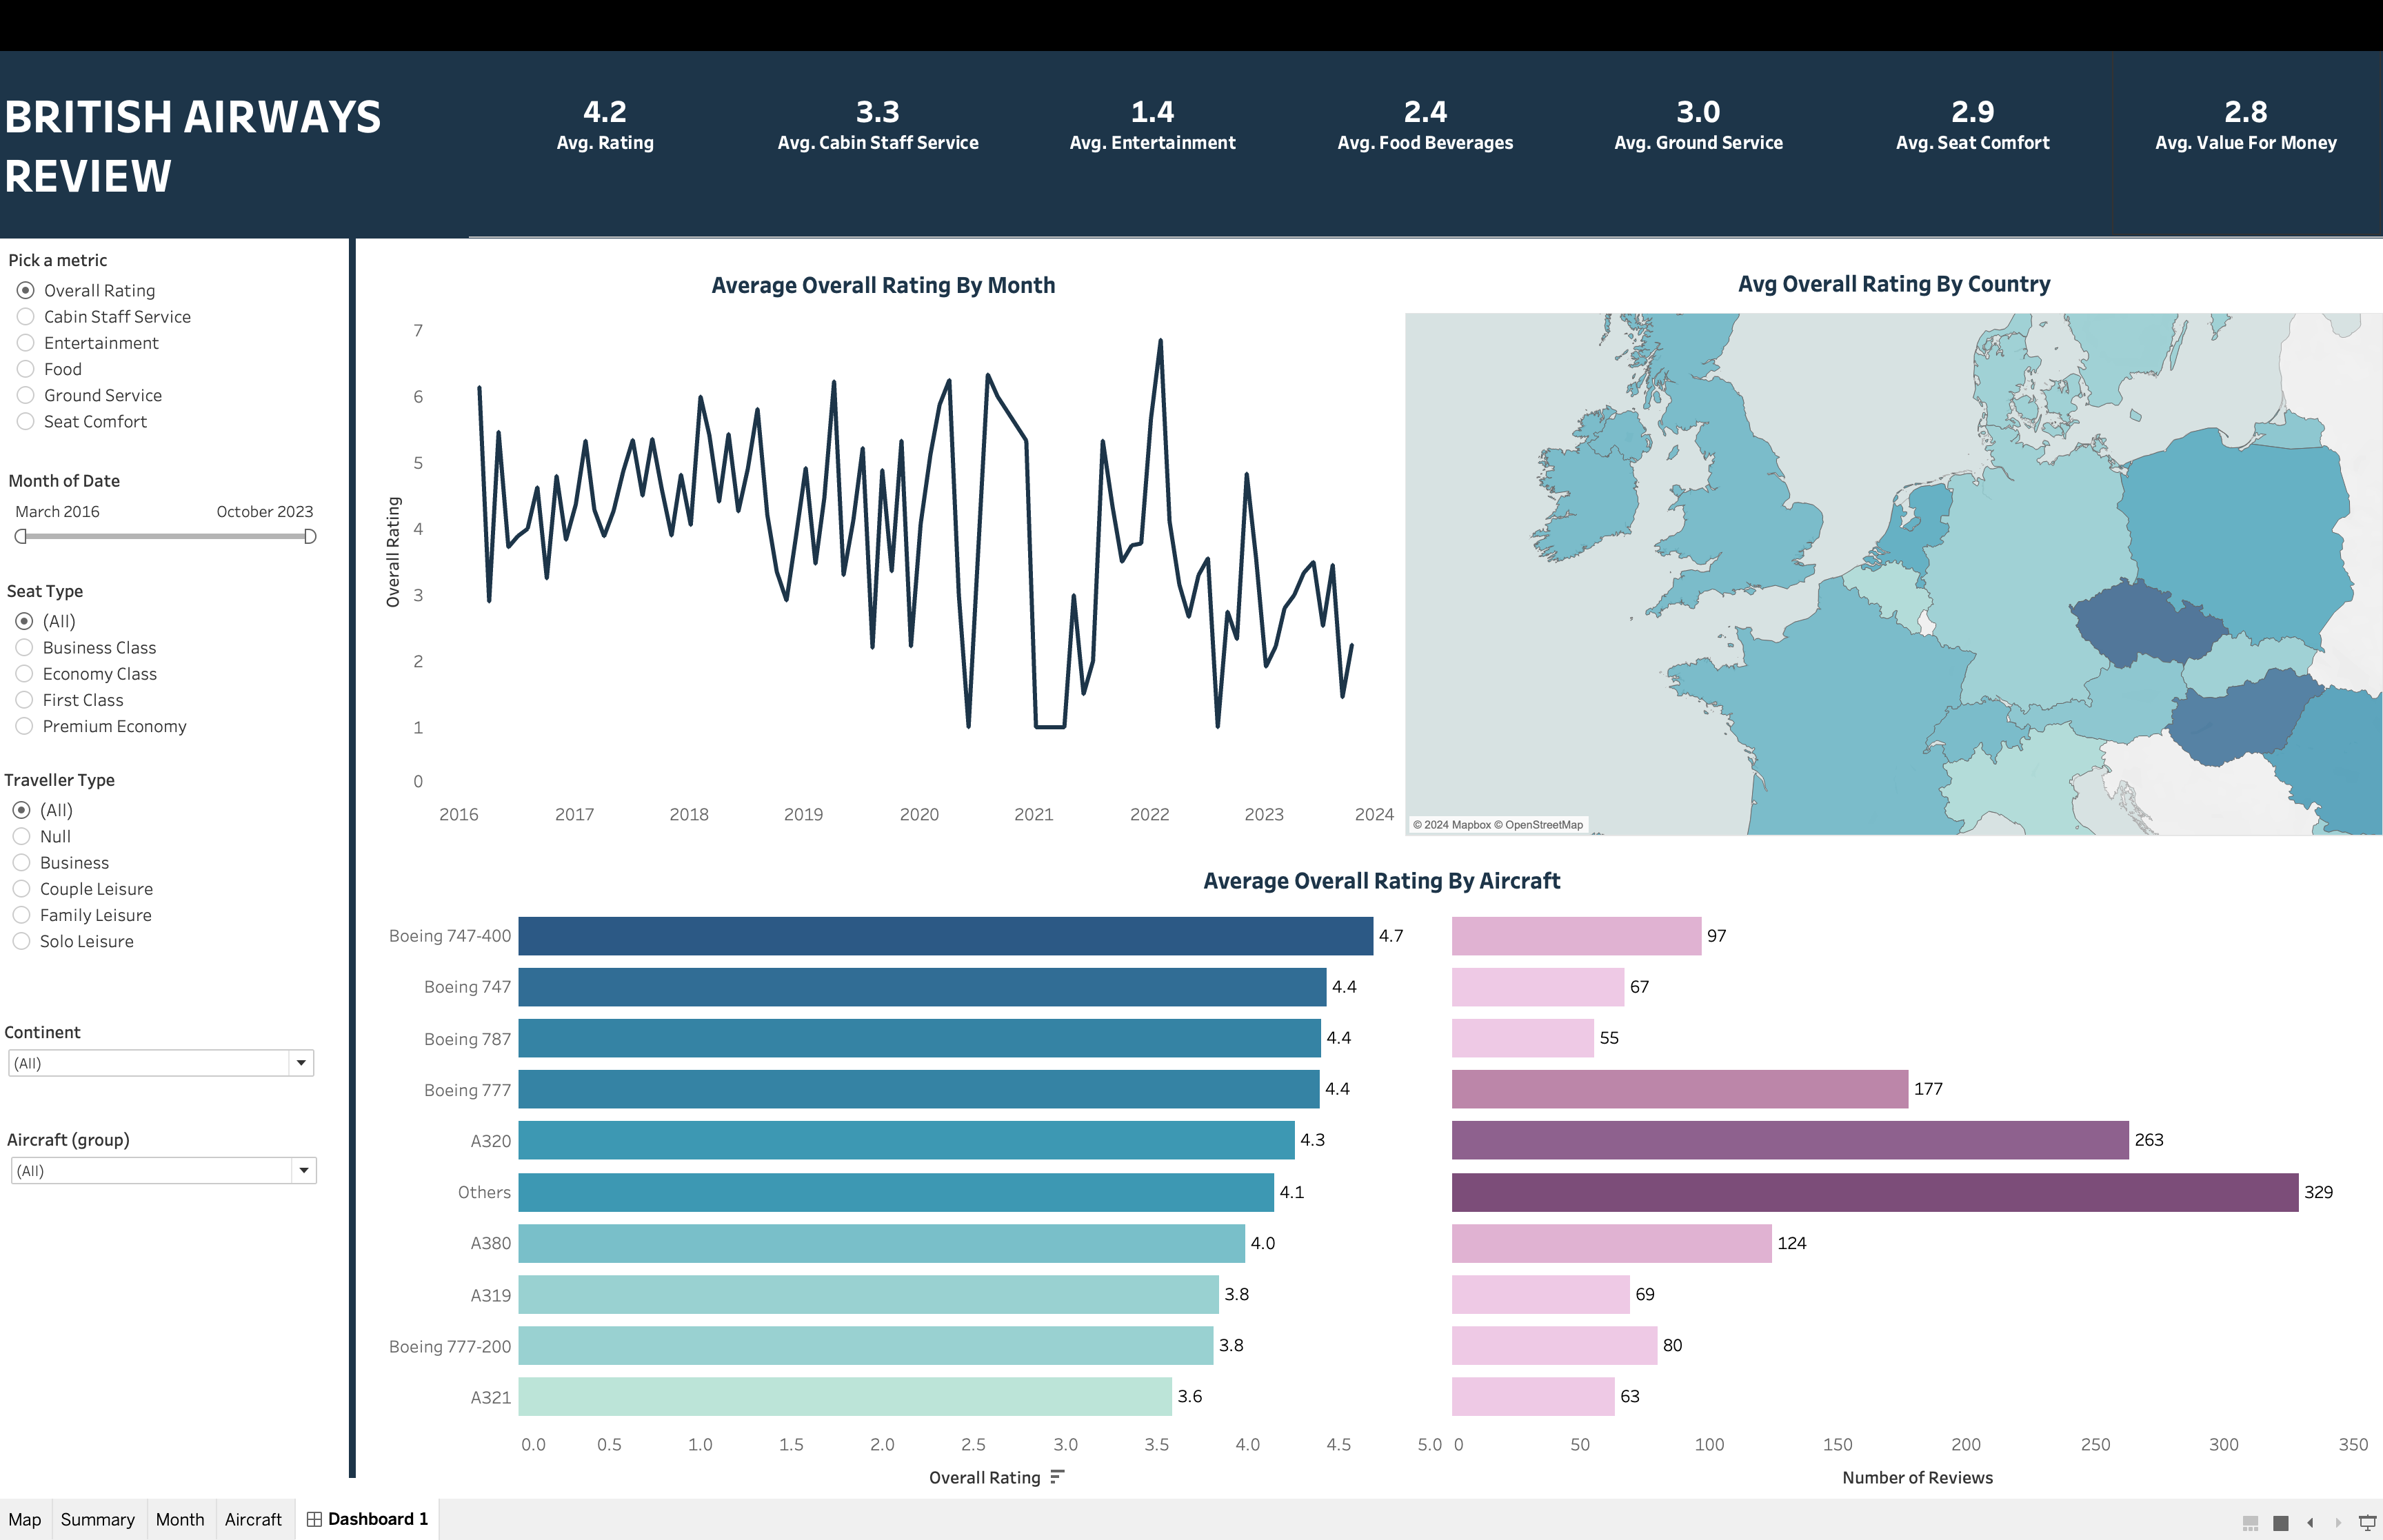 BRITISH AIRWAYS
REVIEW
4.2
Avg. Rating
3.3
Avg. Cabin Staff Service
1.4
Avg. Entertainment
2.4
Avg. Food Beverages
3.0
Avg. Ground Service
2.9
Avg. Seat Comfort
2.8
Avg. Value For Money
Pick a metric
Overall Rating
Cabin Staff Service
Entertainment
Food
Ground Service
Seat Comfort
Month of Date
March 2016 October 2023
Seat Type
(All)
Business Class
Economy Class
First Class
Premium Economy
Traveller Type
(All)
Null
Business
Couple Leisure
Family Leisure
Solo Leisure
Continent
(All)
Aircraft (group)
(All)
Average Overall Rating By Month
Overall Rating
7
6
5
4
3
2
1
0
2016 2017 2018 2019 2020 2021 2022 2023 2024
Avg Overall Rating By Country
© 2024 Mapbox © OpenStreetMap
Average Overall Rating By Aircraft
Boeing 747-400 4.7 97
Boeing 747 4.4 67
Boeing 787 4.4 55
Boeing 777 4.4 177
A320 4.3 263
Others 4.1 329
A380 4.0 124
A319 3.8 69
Boeing 777-200 3.8 80
A321 3.6 63
0.0 0.5 1.0 1.5 2.0 2.5 3.0 3.5 4.0 4.5 5.0 0 50 100 150 200 250 300 350
Overall Rating Number of Reviews
Map Summary Month Aircraft Dashboard 1